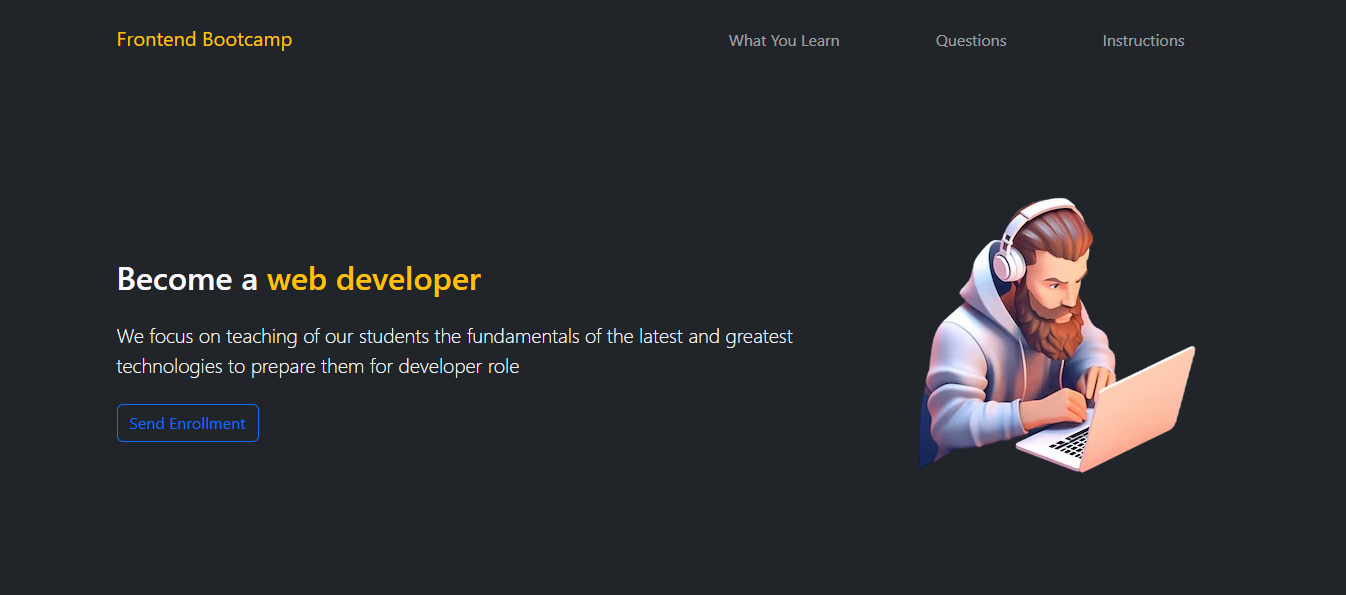 Frontend Bootcamp
What You Learn
Questions
Instructions
Become a web developer
We focus on teaching of our students the fundamentals of the latest and greatest
technologies to prepare them for developer role
Send Enrollment